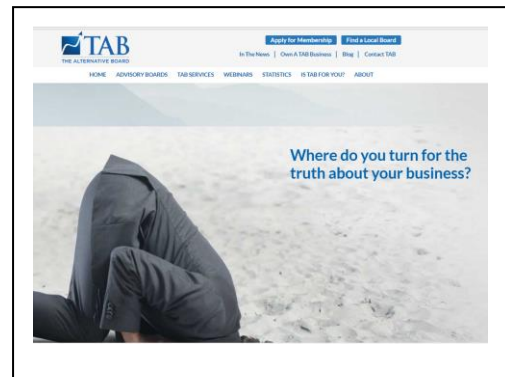 TAB
THE ALTERNATIVE BOARD
Apply for Membership Find a Local Board
In The News | Own A TAB Business | Blog | Contact TAB
HOME ADVISORY BOARDS TAB SERVICES WEBINARS STATISTICS IS TAB FOR YOU? ABOUT
Where do you turn for the
truth about your business?